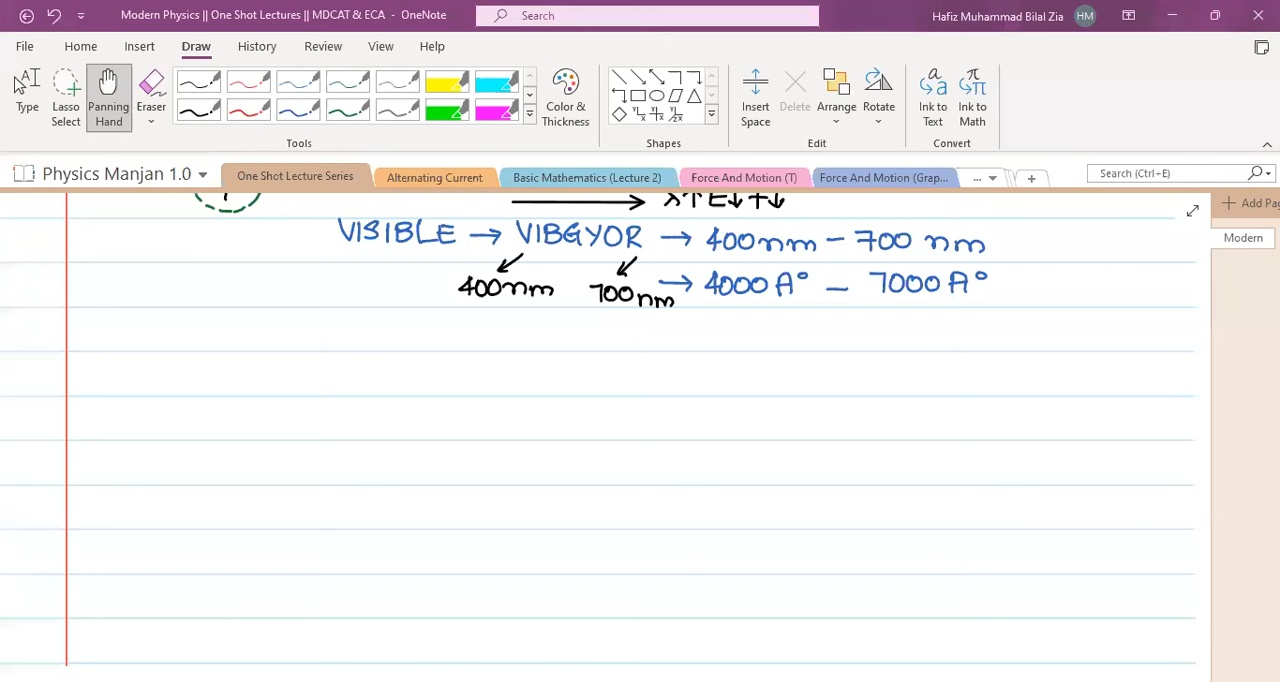 Modern Physics || One Shot Lectures || MDCAT & ECA - OneNote
Search
Hafiz Muhammad Bilal Zia
HM
File Home Insert Draw History Review View Help
Type
Lasso Select
Panning Hand
Eraser
Color & Thickness
Insert Space
Delete
Arrange
Rotate
Ink to Text
Ink to Math
Tools
Shapes
Edit
Convert
Physics Manjan 1.0
One Shot Lecture Series
Alternating Current
Basic Mathematics (Lecture 2)
Force And Motion (T)
Force And Motion (Grap...
...
Search (Ctrl+E)
Add Pag
Modern
λ↑ E↓ f↓
VISIBLE → VIBGYOR → 400nm - 700 nm
400nm 700nm → 4000 A° - 7000 A°